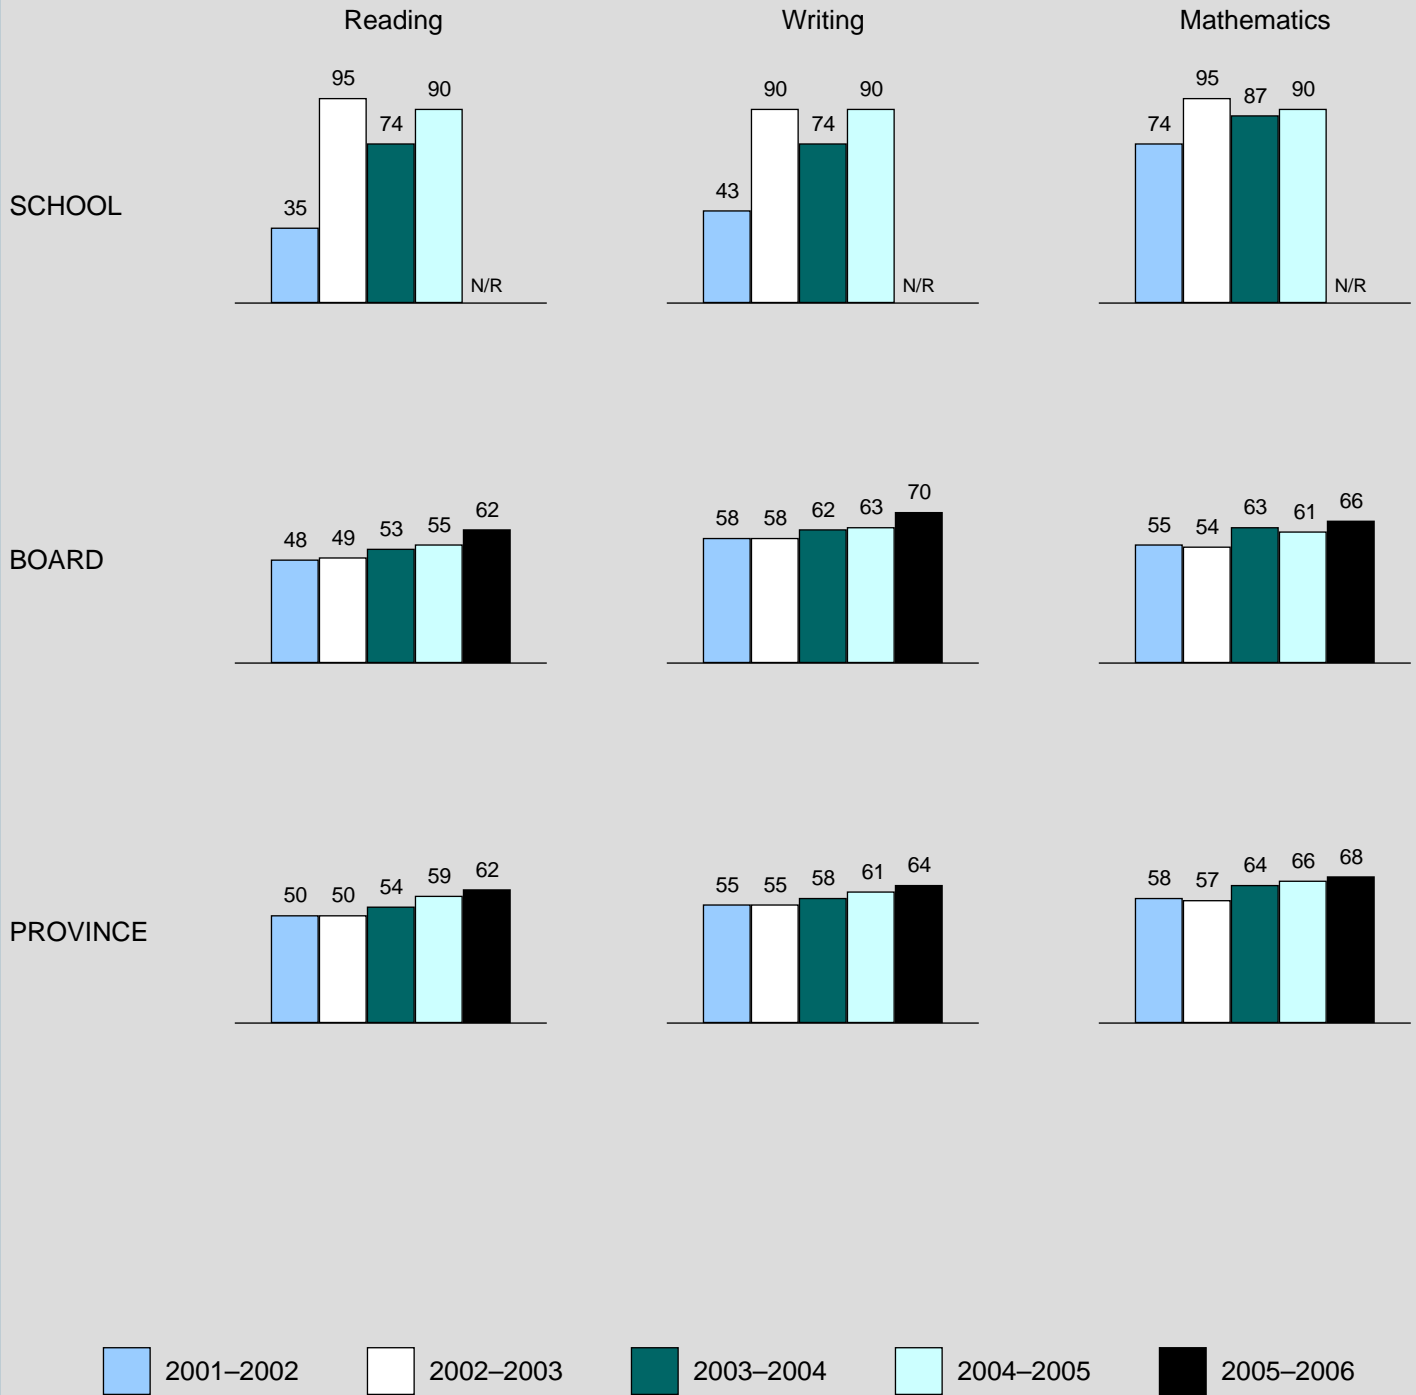 Reading Writing Mathematics
SCHOOL
35 95 74 90 N/R
43 90 74 90 N/R
74 95 87 90 N/R
BOARD
48 49 53 55 62
58 58 62 63 70
55 54 63 61 66
PROVINCE
50 50 54 59 62
55 55 58 61 64
58 57 64 66 68
2001–2002 2002–2003 2003–2004 2004–2005 2005–2006